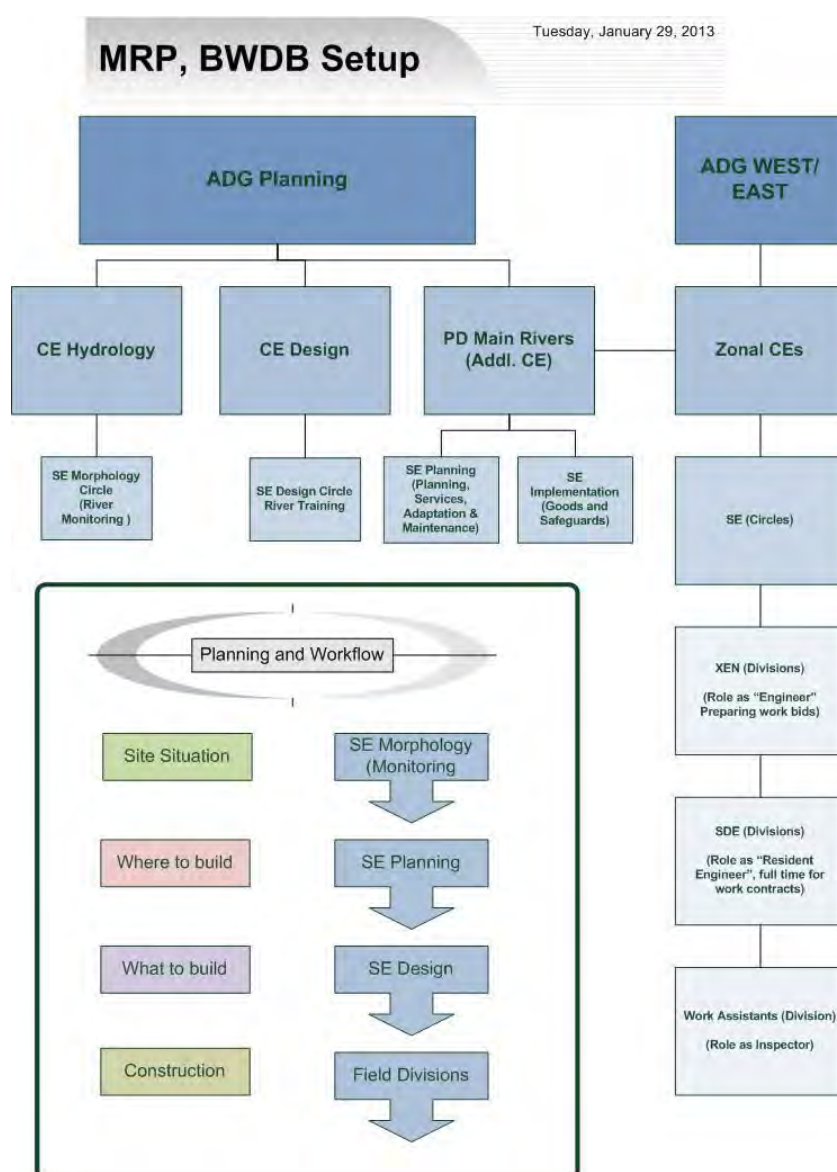 Tuesday, January 29, 2013
MRP, BWDB Setup
ADG Planning
ADG WEST/
EAST
CE Hydrology
CE Design
PD Main Rivers
(Addl. CE)
Zonal CEs
SE Morphology
Circle
(River
Monitoring )
SE Design Circle
River Training
SE Planning
(Planning,
Services,
Adaptation &
Maintenance)
SE
Implementation
(Goods and
Safeguards)
SE (Circles)
XEN (Divisions)
(Role as “Engineer”
Preparing work bids)
SDE (Divisions)
(Role as “Resident
Engineer”, full time for
work contracts)
Work Assistants (Division)
(Role as Inspector)
Planning and Workflow
Site Situation
SE Morphology
(Monitoring
Where to build
SE Planning
What to build
SE Design
Construction
Field Divisions